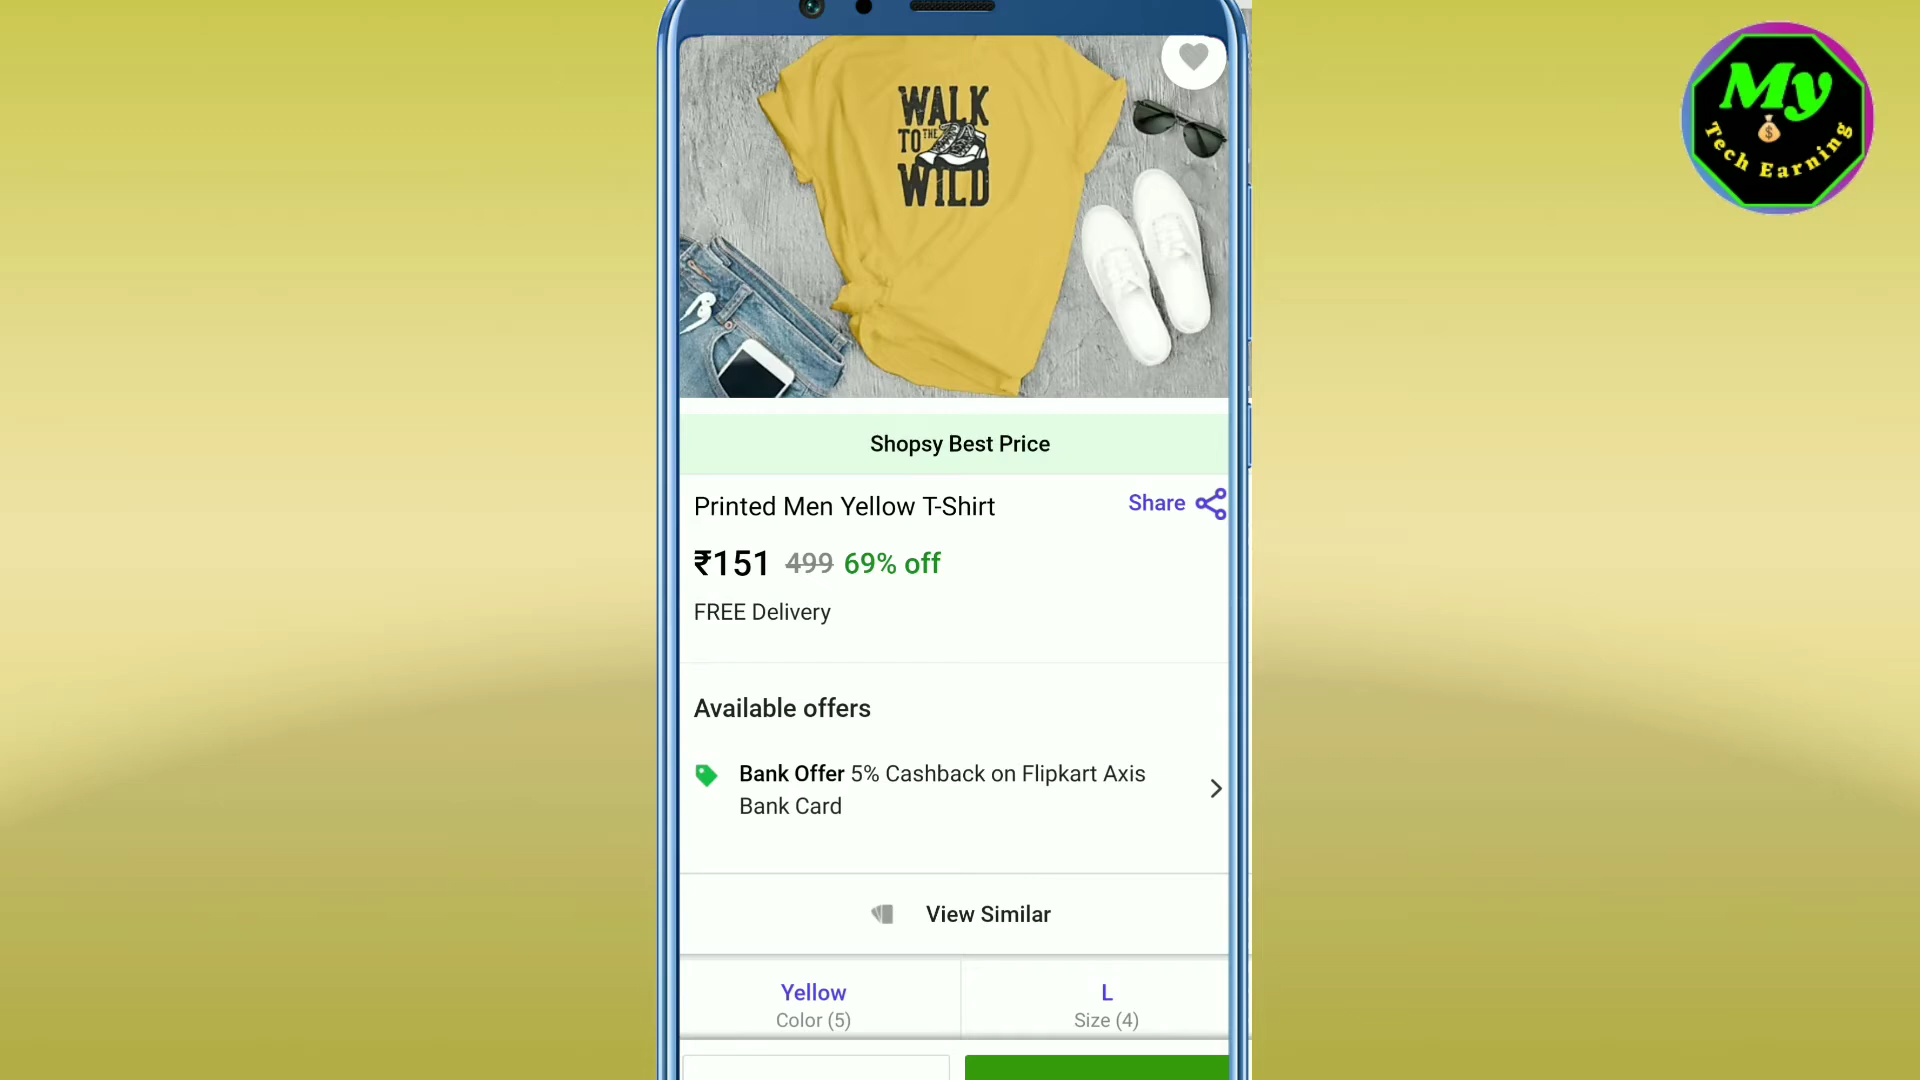 WALK
TO THE
WILD
My
Tech Earning
Shopsy Best Price
Printed Men Yellow T-Shirt
Share
₹151 499 69% off
FREE Delivery
Available offers
Bank Offer 5% Cashback on Flipkart Axis
Bank Card
View Similar
Yellow
Color (5)
L
Size (4)